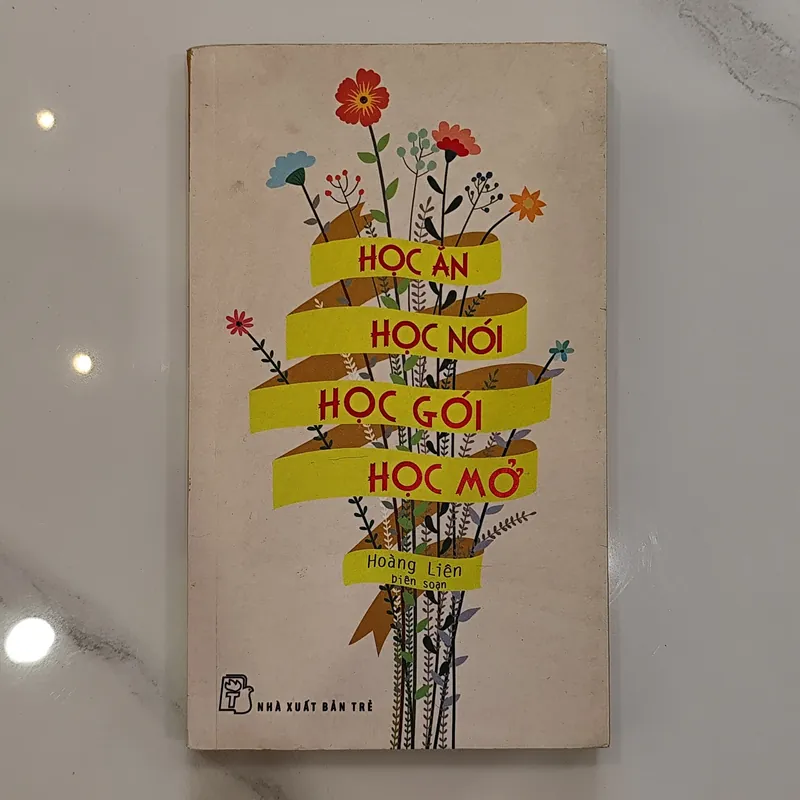 HỌC ĂN
HỌC NÓI
HỌC GÓI
HỌC MỞ
Hoàng Liên
biên soạn
NHÀ XUẤT BẢN TRẺ